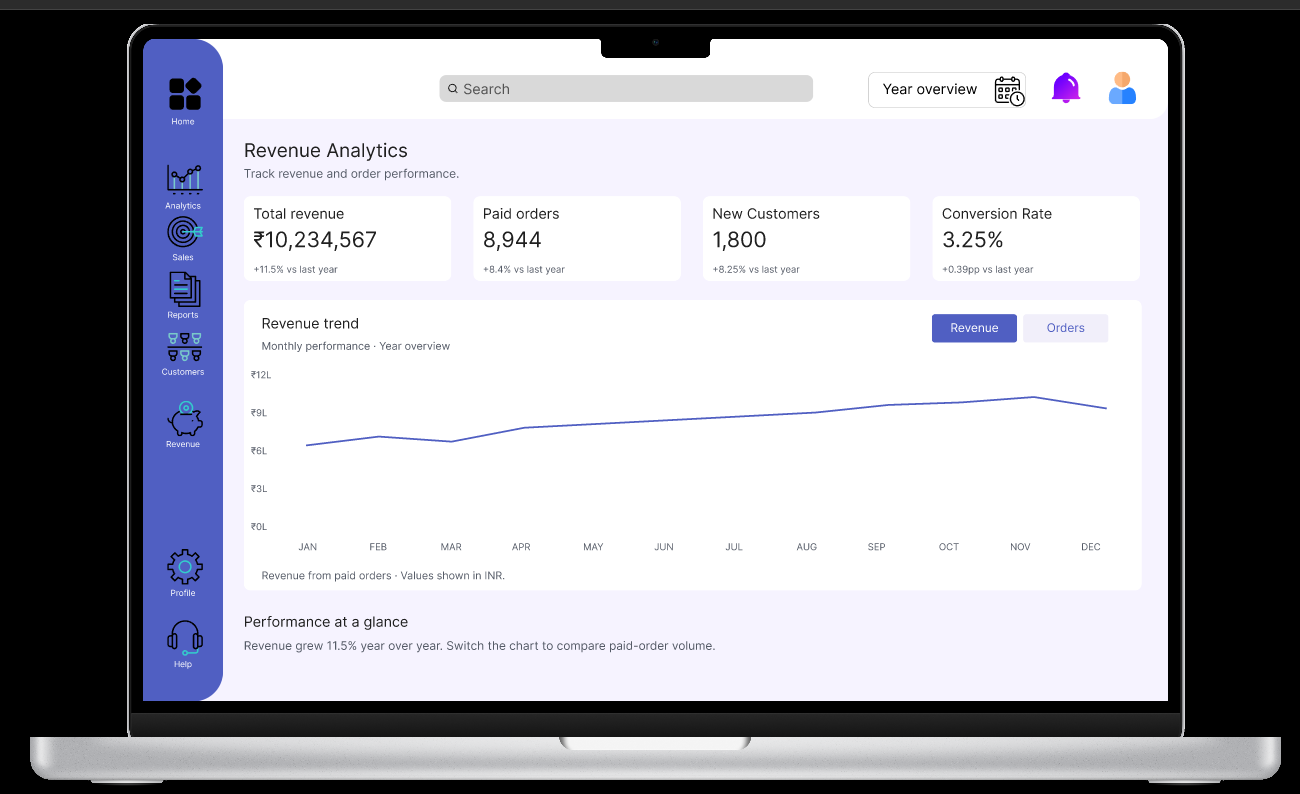 Search
Year overview
Home
Analytics
Sales
Reports
Customers
Revenue
Profile
Help
Revenue Analytics
Track revenue and order performance.
Total revenue
₹10,234,567
+11.5% vs last year
Paid orders
8,944
+8.4% vs last year
New Customers
1,800
+8.25% vs last year
Conversion Rate
3.25%
+0.39pp vs last year
Revenue trend
Monthly performance · Year overview
Revenue
Orders
₹12L
₹9L
₹6L
₹3L
₹0L
JAN FEB MAR APR MAY JUN JUL AUG SEP OCT NOV DEC
Revenue from paid orders · Values shown in INR.
Performance at a glance
Revenue grew 11.5% year over year. Switch the chart to compare paid-order volume.